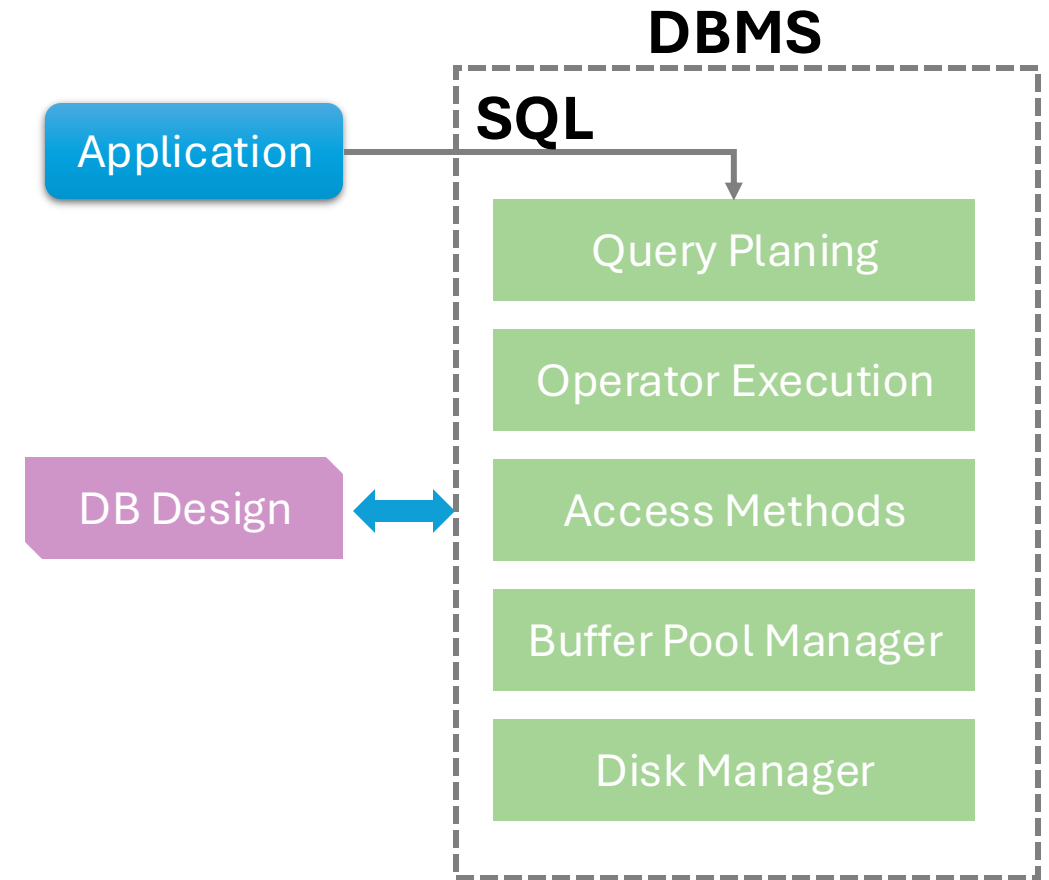 DBMS
SQL
Application
Query Planing
Operator Execution
DB Design
Access Methods
Buffer Pool Manager
Disk Manager